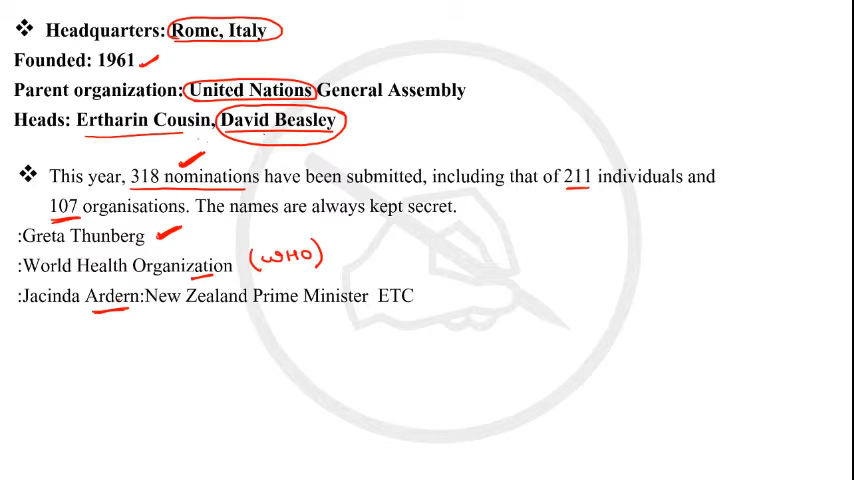 ❖ Headquarters: Rome, Italy
Founded: 1961
Parent organization: United Nations General Assembly
Heads: Ertharin Cousin, David Beasley
❖ This year, 318 nominations have been submitted, including that of 211 individuals and
107 organisations. The names are always kept secret.
:Greta Thunberg
:World Health Organization (WHO)
:Jacinda Ardern:New Zealand Prime Minister ETC